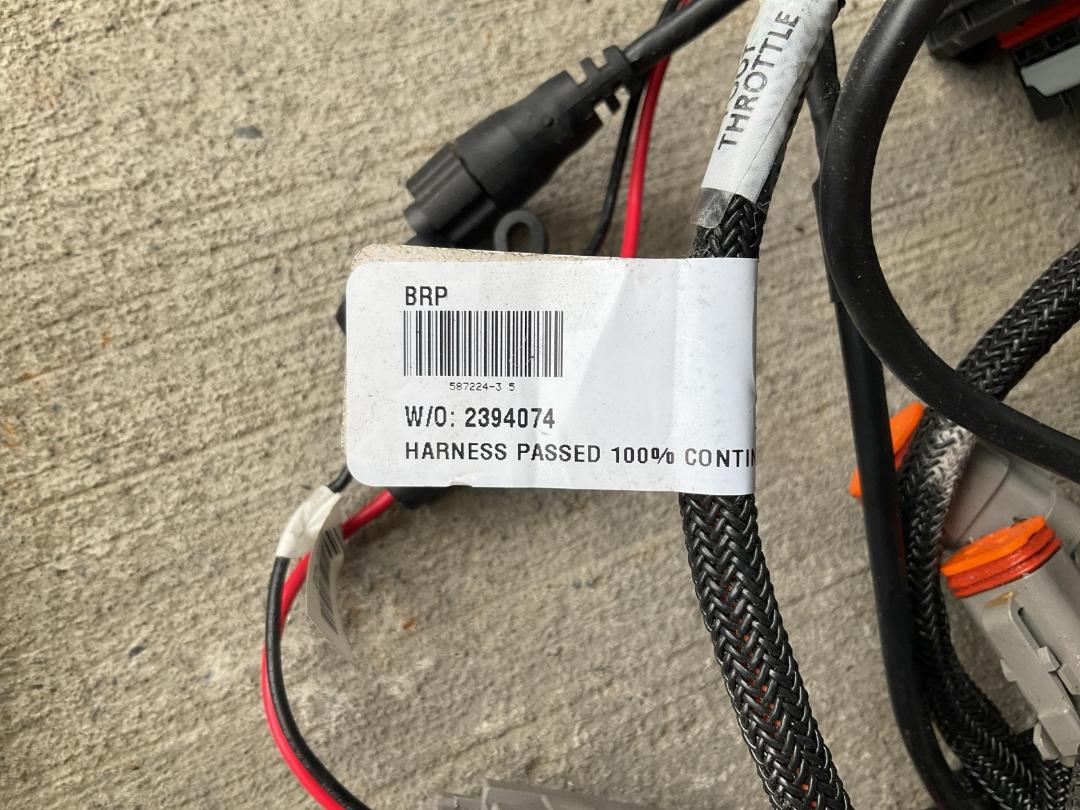 THROTTLE
BRP
587224-3 5
W/O: 2394074
HARNESS PASSED 100% CONTIN